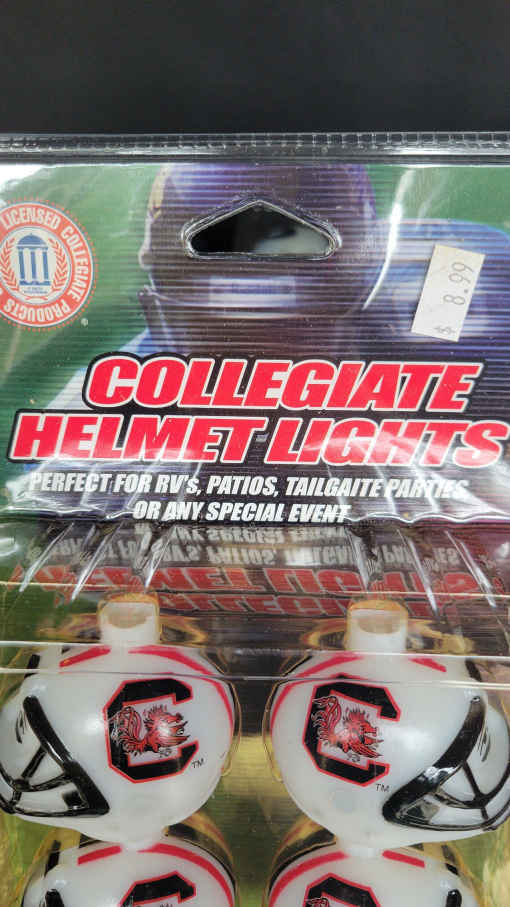 LICENSED COLLEGIATE
PRODUCTS
$ 8.99
COLLEGIATE
HELMET LIGHTS
PERFECT FOR RV's, PATIOS, TAILGAITE PARTIES
OR ANY SPECIAL EVENT
C
TM
C
TM